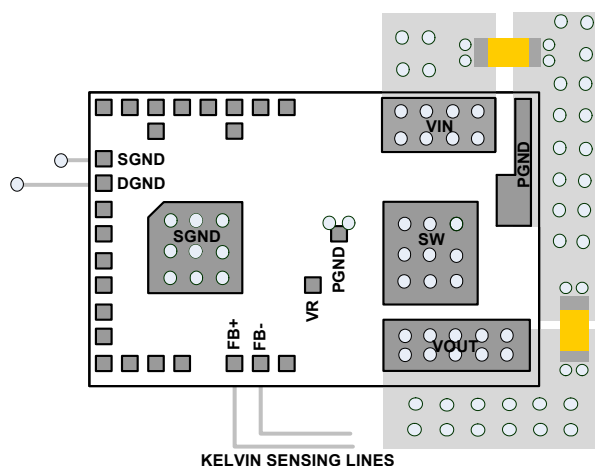 VIN
SGND
DGND
PGND
SGND
SW
PGND
VR
FB+
FB-
VOUT
KELVIN SENSING LINES